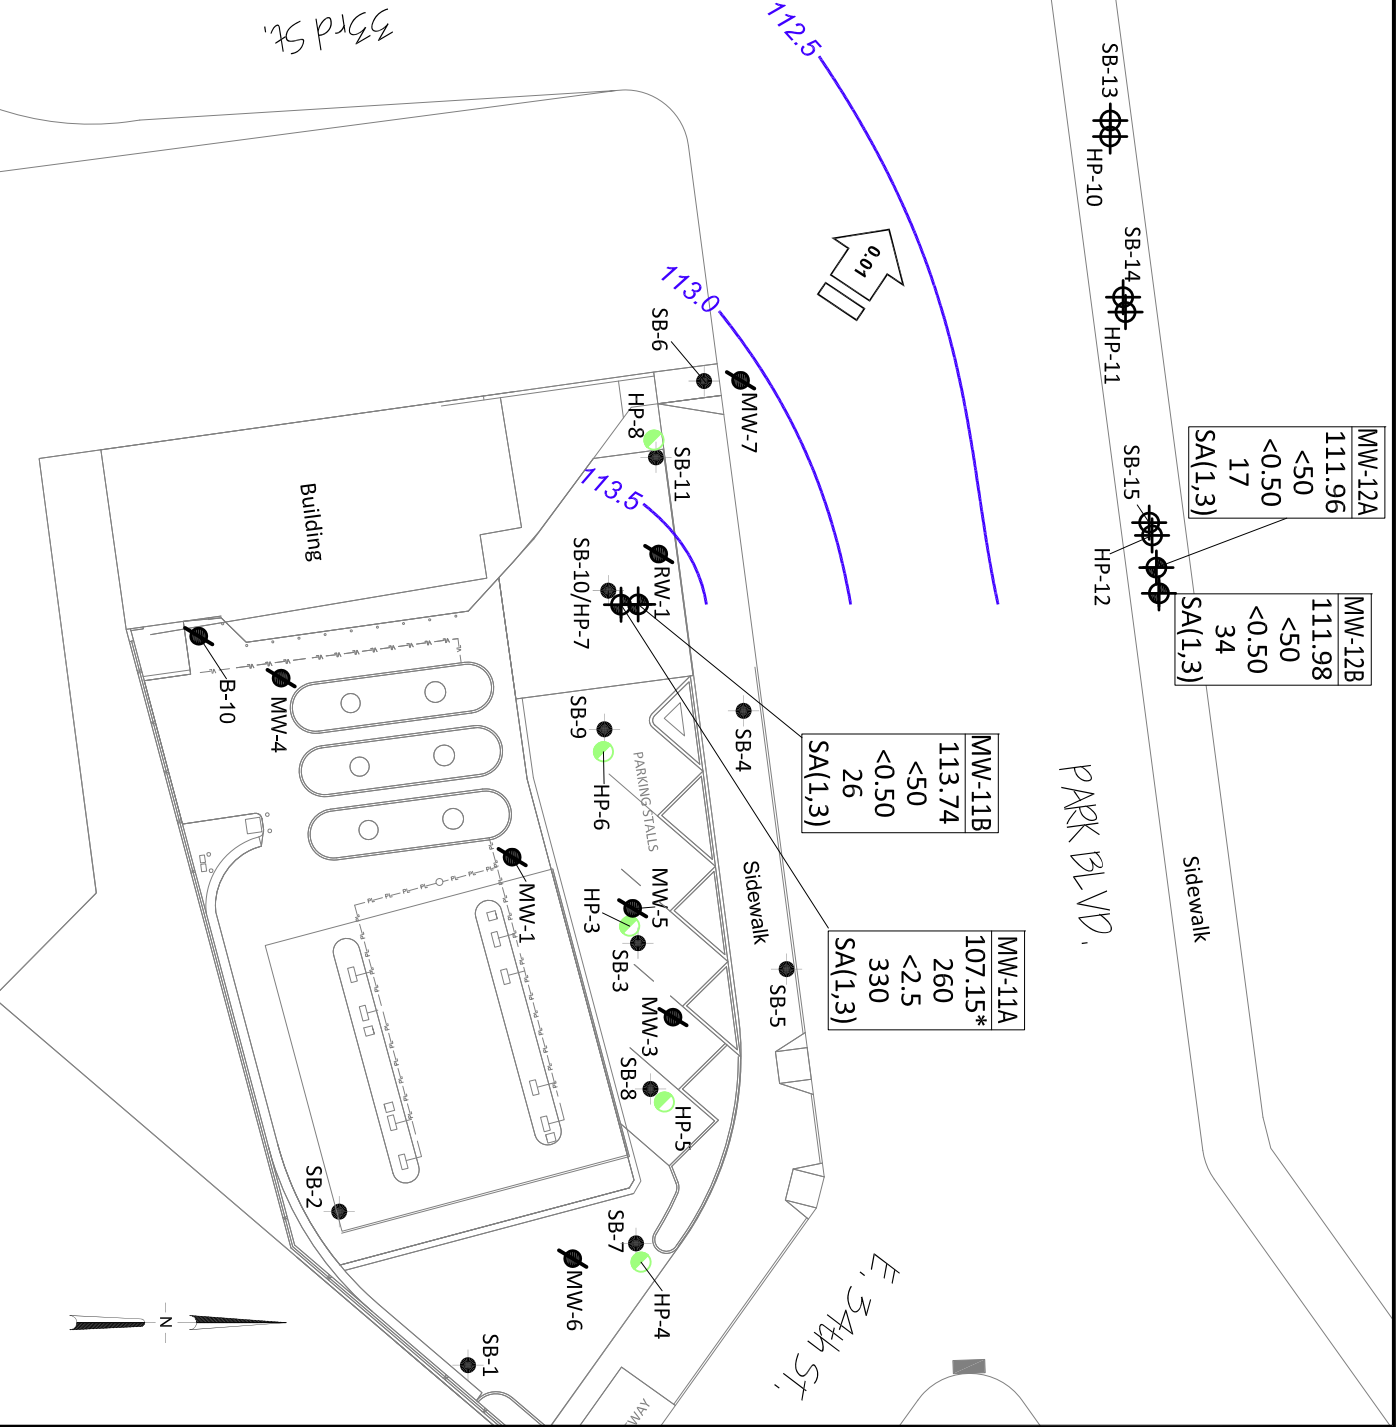 33rd St.
112.5
SB-13
HP-10
SB-14
HP-11
0.01
113.0
SB-6
MW-7
HP-8
SB-11
113.5
RW-1
SB-10/HP-7
SB-15
HP-12
MW-12A
111.96
<50
<0.50
17
SA(1,3)
MW-12B
111.98
<50
<0.50
34
SA(1,3)
Building
B-10
MW-4
SB-9
HP-6
PARKING STALLS
SB-4
MW-11B
113.74
<50
<0.50
26
SA(1,3)
PARK BLVD.
Sidewalk
Sidewalk
MW-11A
107.15*
260
<2.5
330
SA(1,3)
MW-1
MW-5
HP-3
SB-3
SB-5
MW-3
SB-8
HP-5
SB-2
SB-7
HP-4
MW-6
SB-1
E. 34th St.
N
WAY